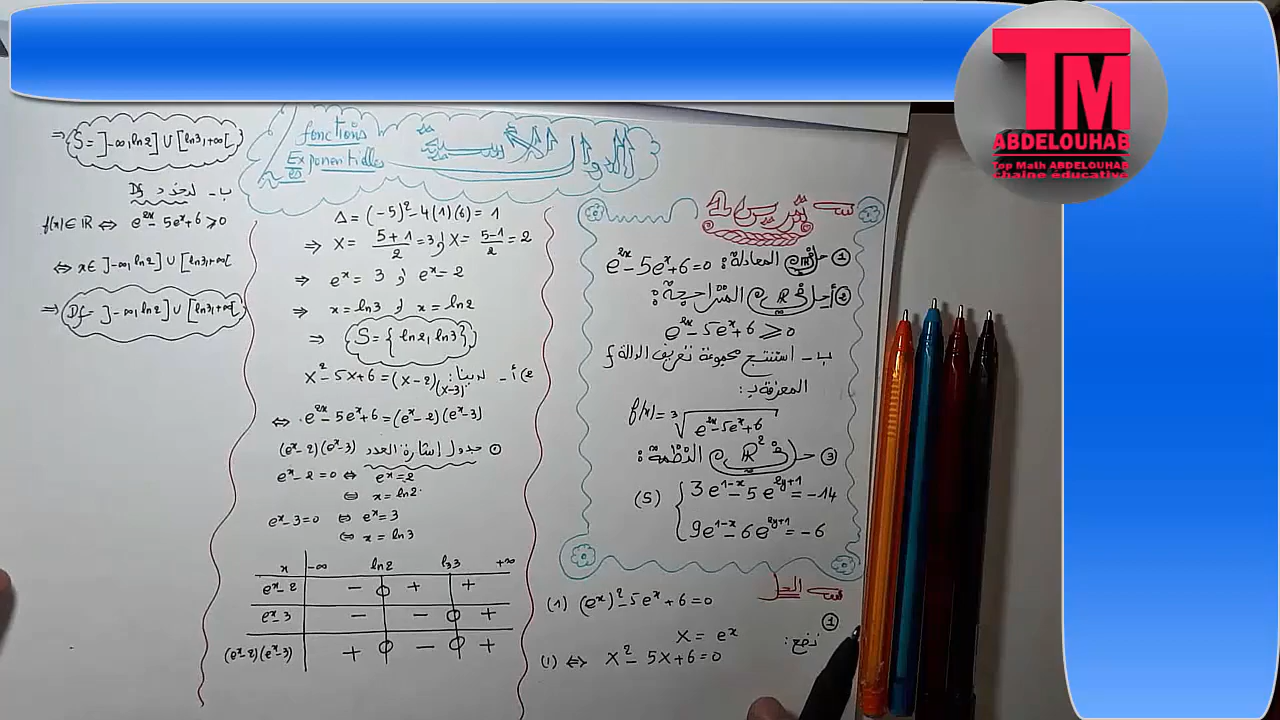 TM
ABDELOUHAB
Top Math ABDELOUHAB
chaine éducative
fonctions
Exponentielles
تمرين 1
① حل في ℝ المعادلة: e^{2x}-5e^x+6=0
② أ- حل في ℝ المتراجحة:
e^{2x}-5e^x+6 ⩾ 0
ب- استنتج مجموعة تعريف الدالة f
المعرفة ب:
f(x)=∛(e^{2x}-5e^x+6)
③ حل في ℝ² النظمة:
(S) { 3e^{1-x}-5e^{2y+1}=-14
9e^{1-x}-6e^{2y+1}=-6
الحل
①
(1) (e^x)²-5e^x+6=0
نضع: X = e^x
(1) ⇔ X²-5X+6=0
Δ=(-5)²-4(1)(6)=1
⇒ X=\frac{5+1}{2}=3 و X=\frac{5-1}{2}=2
⇒ e^x=3 و e^x=2
⇒ x=ln3 و x=ln2
⇒ S={ln2, ln3}
2) أ- لدينا: X²-5X+6=(X-2)(X-3)
⇔ e^{2x}-5e^x+6=(e^x-2)(e^x-3)
جدول إشارة العدد (e^x-2)(e^x-3)
e^x-2=0 ⇔ e^x=2
⇔ x=ln2
e^x-3=0 ⇔ e^x=3
⇔ x=ln3
x -∞ ln2 ln3 +∞
e^x-2 - 0 + +
e^x-3 - - 0 +
(e^x-2)(e^x-3) + 0 - 0 +
⇒ S=]-∞,ln2]∪[ln3,+∞[
ب- لنحدد Df
f(x)∈ℝ ⇔ e^{2x}-5e^x+6⩾0
⇔ x∈]-∞,ln2]∪[ln3,+∞[
⇒ Df=]-∞,ln2]∪[ln3,+∞[